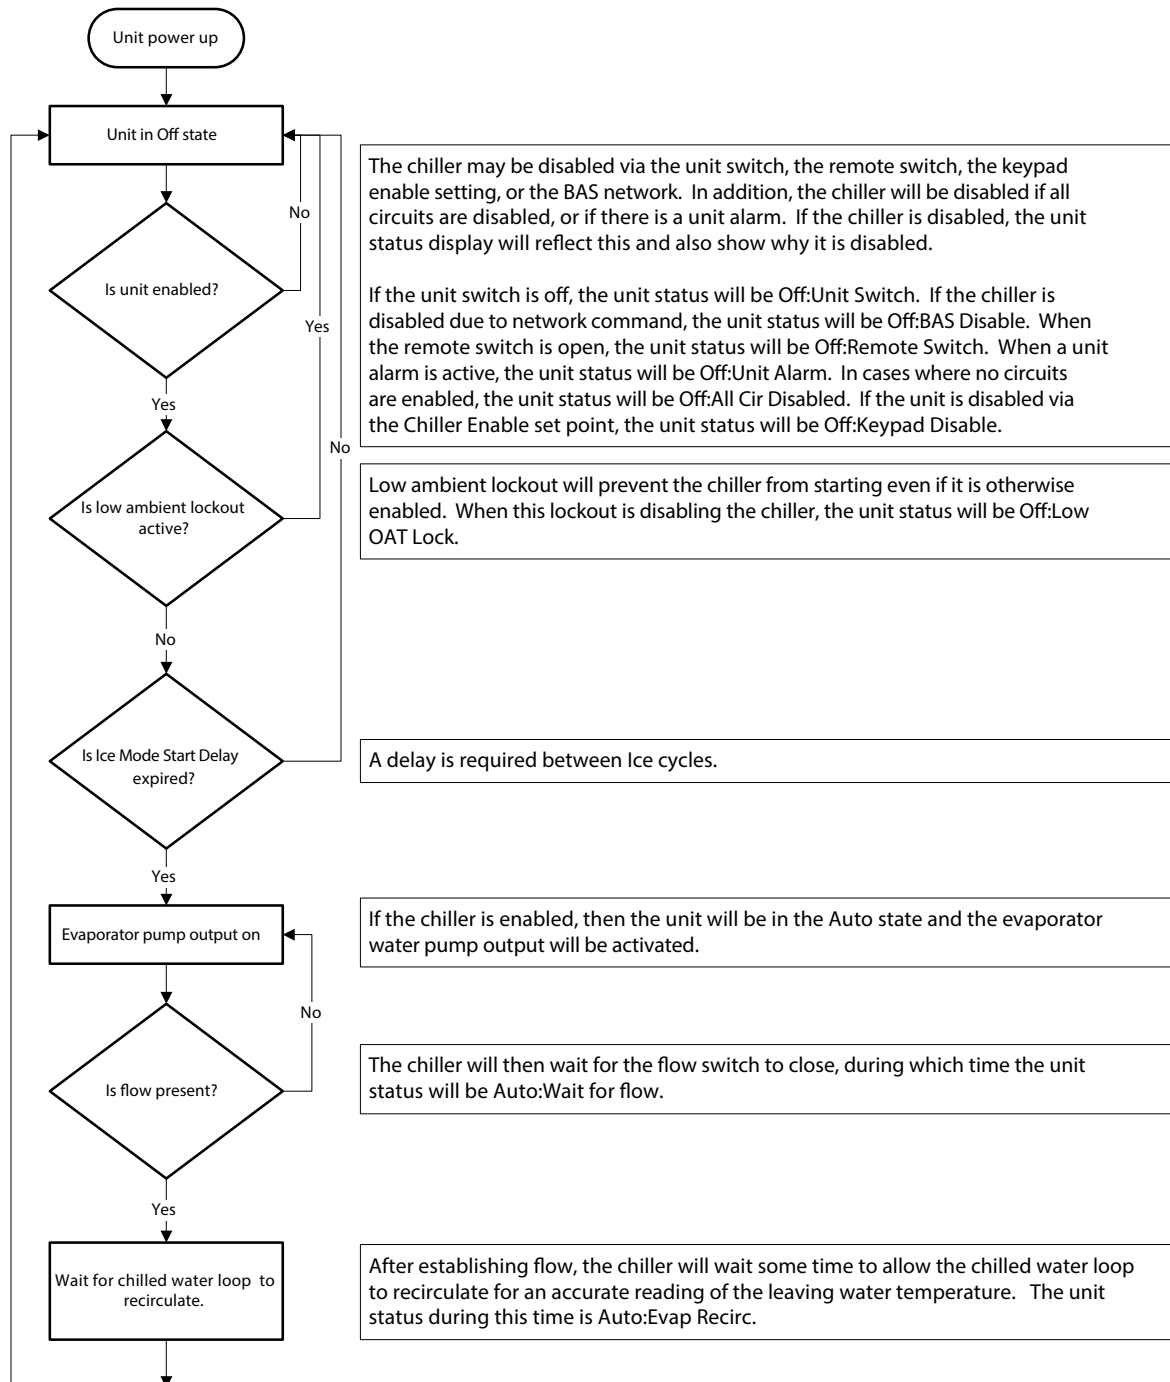 Unit power up
Unit in Off state
The chiller may be disabled via the unit switch, the remote switch, the keypad
enable setting, or the BAS network.  In addition, the chiller will be disabled if all
circuits are disabled, or if there is a unit alarm.  If the chiller is disabled, the unit
status display will reflect this and also show why it is disabled.
If the unit switch is off, the unit status will be Off:Unit Switch.  If the chiller is
disabled due to network command, the unit status will be Off:BAS Disable.  When
the remote switch is open, the unit status will be Off:Remote Switch.  When a unit
alarm is active, the unit status will be Off:Unit Alarm.  In cases where no circuits
are enabled, the unit status will be Off:All Cir Disabled.  If the unit is disabled via
the Chiller Enable set point, the unit status will be Off:Keypad Disable.
No
Is unit enabled?
Yes
Yes
No
Low ambient lockout will prevent the chiller from starting even if it is otherwise
enabled.  When this lockout is disabling the chiller, the unit status will be Off:Low
OAT Lock.
Is low ambient lockout
active?
No
Is Ice Mode Start Delay
expired?
A delay is required between Ice cycles.
Yes
Evaporator pump output on
If the chiller is enabled, then the unit will be in the Auto state and the evaporator
water pump output will be activated.
No
Is flow present?
The chiller will then wait for the flow switch to close, during which time the unit
status will be Auto:Wait for flow.
Yes
Wait for chilled water loop  to
recirculate.
After establishing flow, the chiller will wait some time to allow the chilled water loop
to recirculate for an accurate reading of the leaving water temperature.   The unit
status during this time is Auto:Evap Recirc.